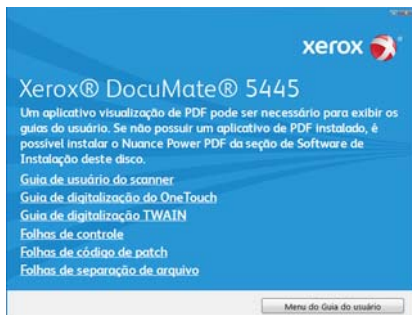 xerox
Xerox® DocuMate® 5445
Um aplicativo visualização de PDF pode ser necessário para exibir os
guias do usuário. Se não possuir um aplicativo de PDF instalado, é
possível instalar o Nuance Power PDF da seção de Software de
Instalação deste disco.
Guia de usuário do scanner
Guia de digitalização do OneTouch
Guia de digitalização TWAIN
Folhas de controle
Folhas de código de patch
Folhas de separação de arquivo
Menu do Guia do usuário